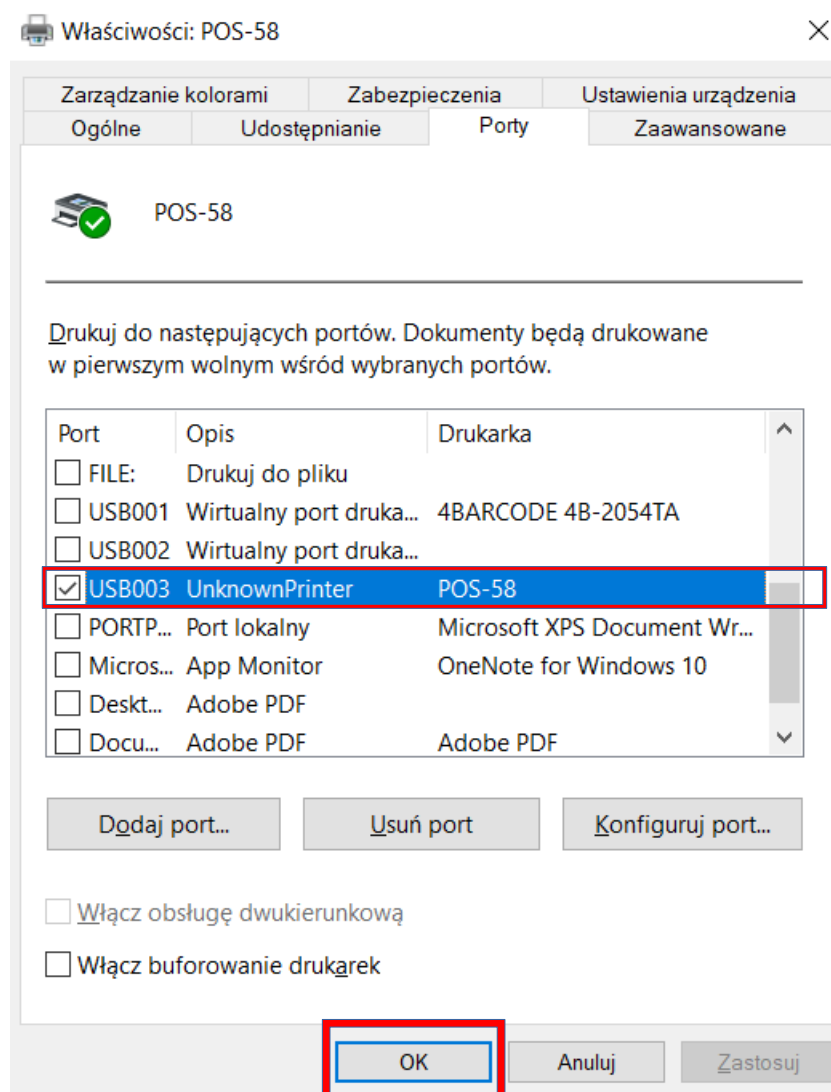 Właściwości: POS-58
Zarządzanie kolorami Zabezpieczenia Ustawienia urządzenia
Ogólne Udostępnianie Porty Zaawansowane
POS-58
Drukuj do następujących portów. Dokumenty będą drukowane
w pierwszym wolnym wśród wybranych portów.
Port Opis Drukarka
FILE: Drukuj do pliku
USB001 Wirtualny port druka... 4BARCODE 4B-2054TA
USB002 Wirtualny port druka...
USB003 UnknownPrinter POS-58
PORTP... Port lokalny Microsoft XPS Document Wr...
Micros... App Monitor OneNote for Windows 10
Deskt... Adobe PDF
Docu... Adobe PDF Adobe PDF
Dodaj port... Usuń port Konfiguruj port...
Włącz obsługę dwukierunkową
Włącz buforowanie drukarek
OK Anuluj Zastosuj